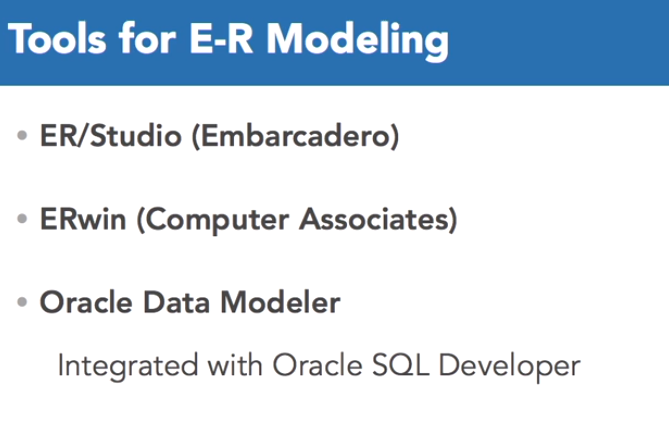 Tools for E-R Modeling
• ER/Studio (Embarcadero)
• ERwin (Computer Associates)
• Oracle Data Modeler
Integrated with Oracle SQL Developer